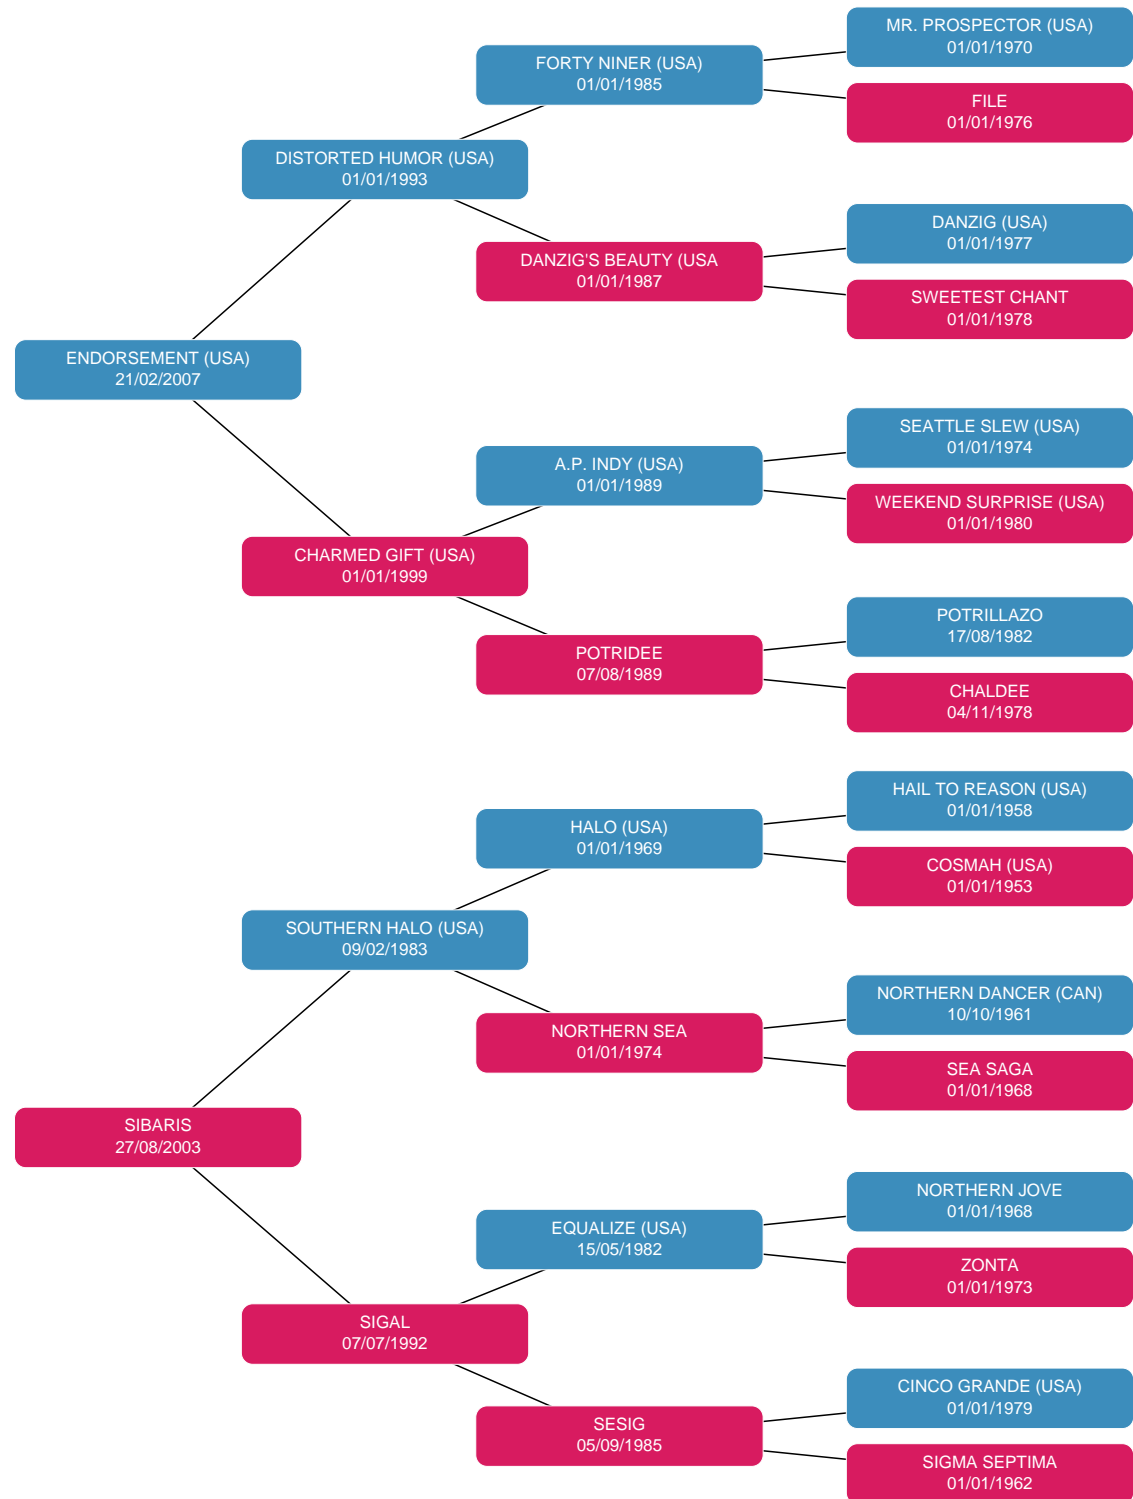 MR. PROSPECTOR (USA)
01/01/1970
FORTY NINER (USA)
01/01/1985
FILE
01/01/1976
DISTORTED HUMOR (USA)
01/01/1993
DANZIG (USA)
01/01/1977
DANZIG'S BEAUTY (USA
01/01/1987
SWEETEST CHANT
01/01/1978
ENDORSEMENT (USA)
21/02/2007
SEATTLE SLEW (USA)
01/01/1974
A.P. INDY (USA)
01/01/1989
WEEKEND SURPRISE (USA)
01/01/1980
CHARMED GIFT (USA)
01/01/1999
POTRILLAZO
17/08/1982
POTRIDEE
07/08/1989
CHALDEE
04/11/1978
HAIL TO REASON (USA)
01/01/1958
HALO (USA)
01/01/1969
COSMAH (USA)
01/01/1953
SOUTHERN HALO (USA)
09/02/1983
NORTHERN DANCER (CAN)
10/10/1961
NORTHERN SEA
01/01/1974
SEA SAGA
01/01/1968
SIBARIS
27/08/2003
NORTHERN JOVE
01/01/1968
EQUALIZE (USA)
15/05/1982
ZONTA
01/01/1973
SIGAL
07/07/1992
CINCO GRANDE (USA)
01/01/1979
SESIG
05/09/1985
SIGMA SEPTIMA
01/01/1962